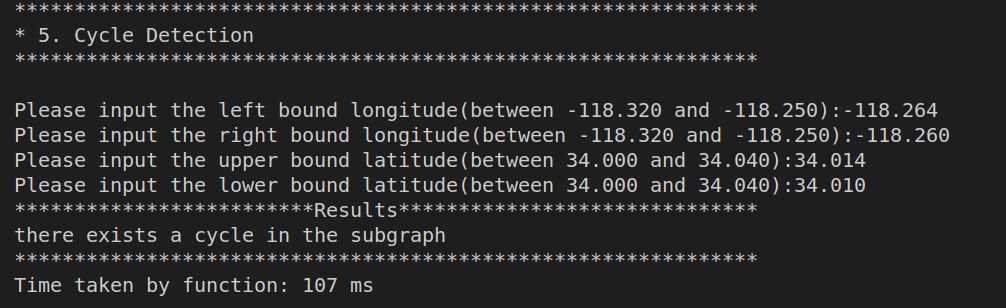 **************************************************************
* 5. Cycle Detection
**************************************************************
Please input the left bound longitude(between -118.320 and -118.250):-118.264
Please input the right bound longitude(between -118.320 and -118.250):-118.260
Please input the upper bound latitude(between 34.000 and 34.040):34.014
Please input the lower bound latitude(between 34.000 and 34.040):34.010
*************************Results******************************
there exists a cycle in the subgraph
**************************************************************
Time taken by function: 107 ms